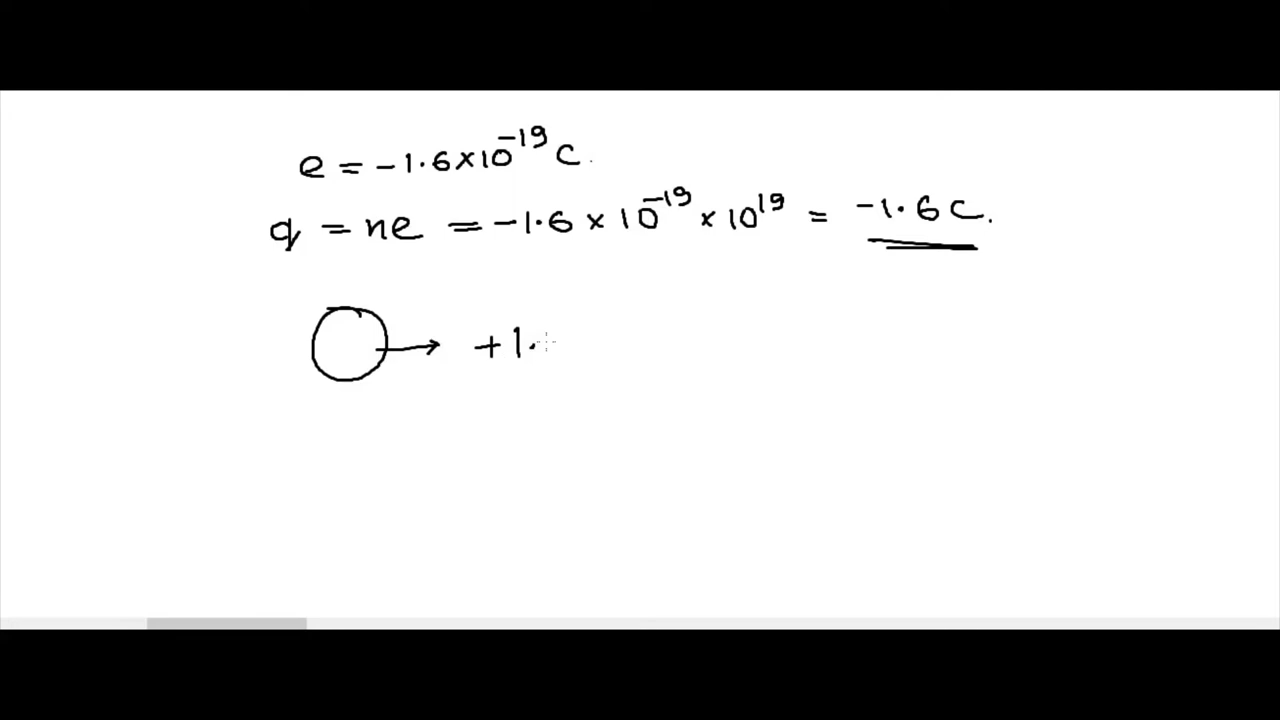 e = -1.6×10⁻¹⁹ C.
q = ne = -1.6 × 10⁻¹⁹ × 10¹⁹ = -1.6 C.
→ +1.